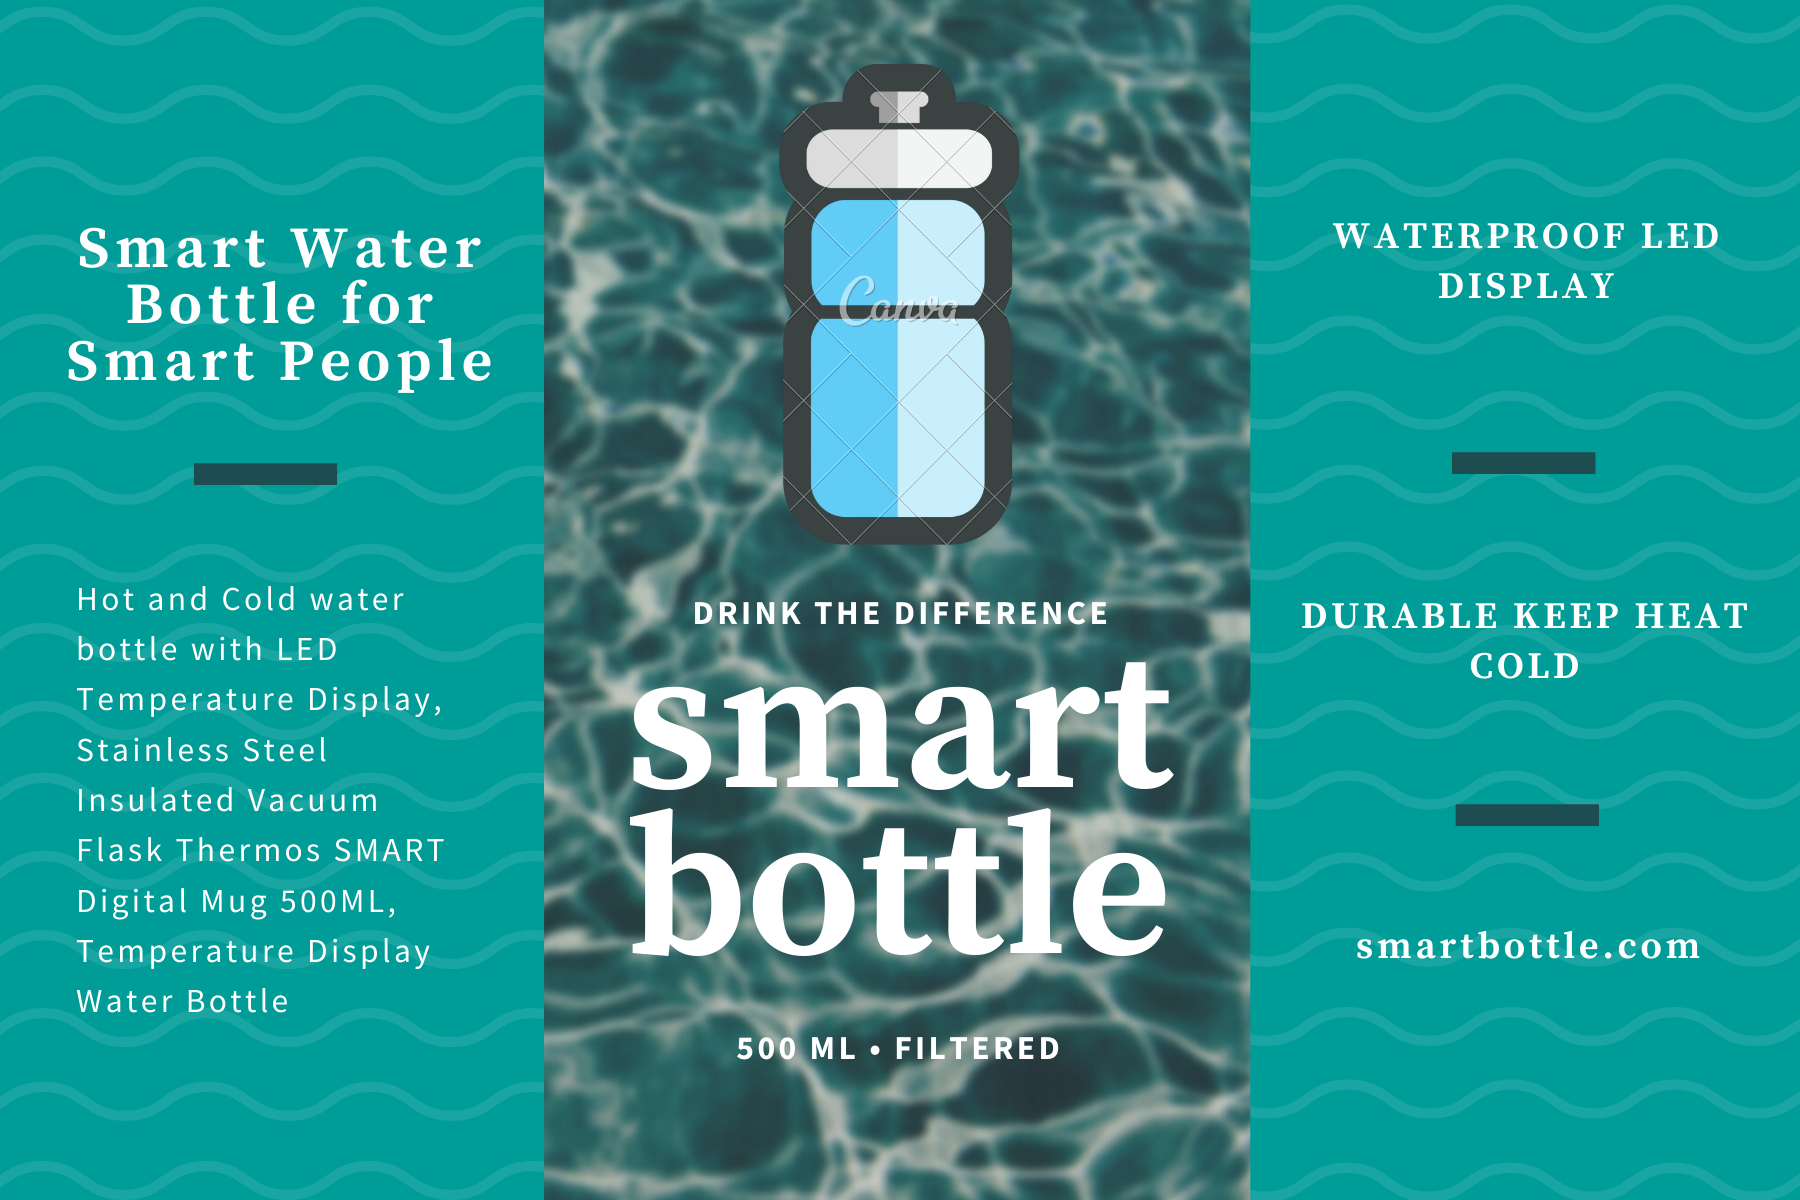 Smart Water
Bottle for
Smart People
Hot and Cold water
bottle with LED
Temperature Display,
Stainless Steel
Insulated Vacuum
Flask Thermos SMART
Digital Mug 500ML,
Temperature Display
Water Bottle
Canva
DRINK THE DIFFERENCE
smart
bottle
500 ML • FILTERED
WATERPROOF LED
DISPLAY
DURABLE KEEP HEAT
COLD
smartbottle.com